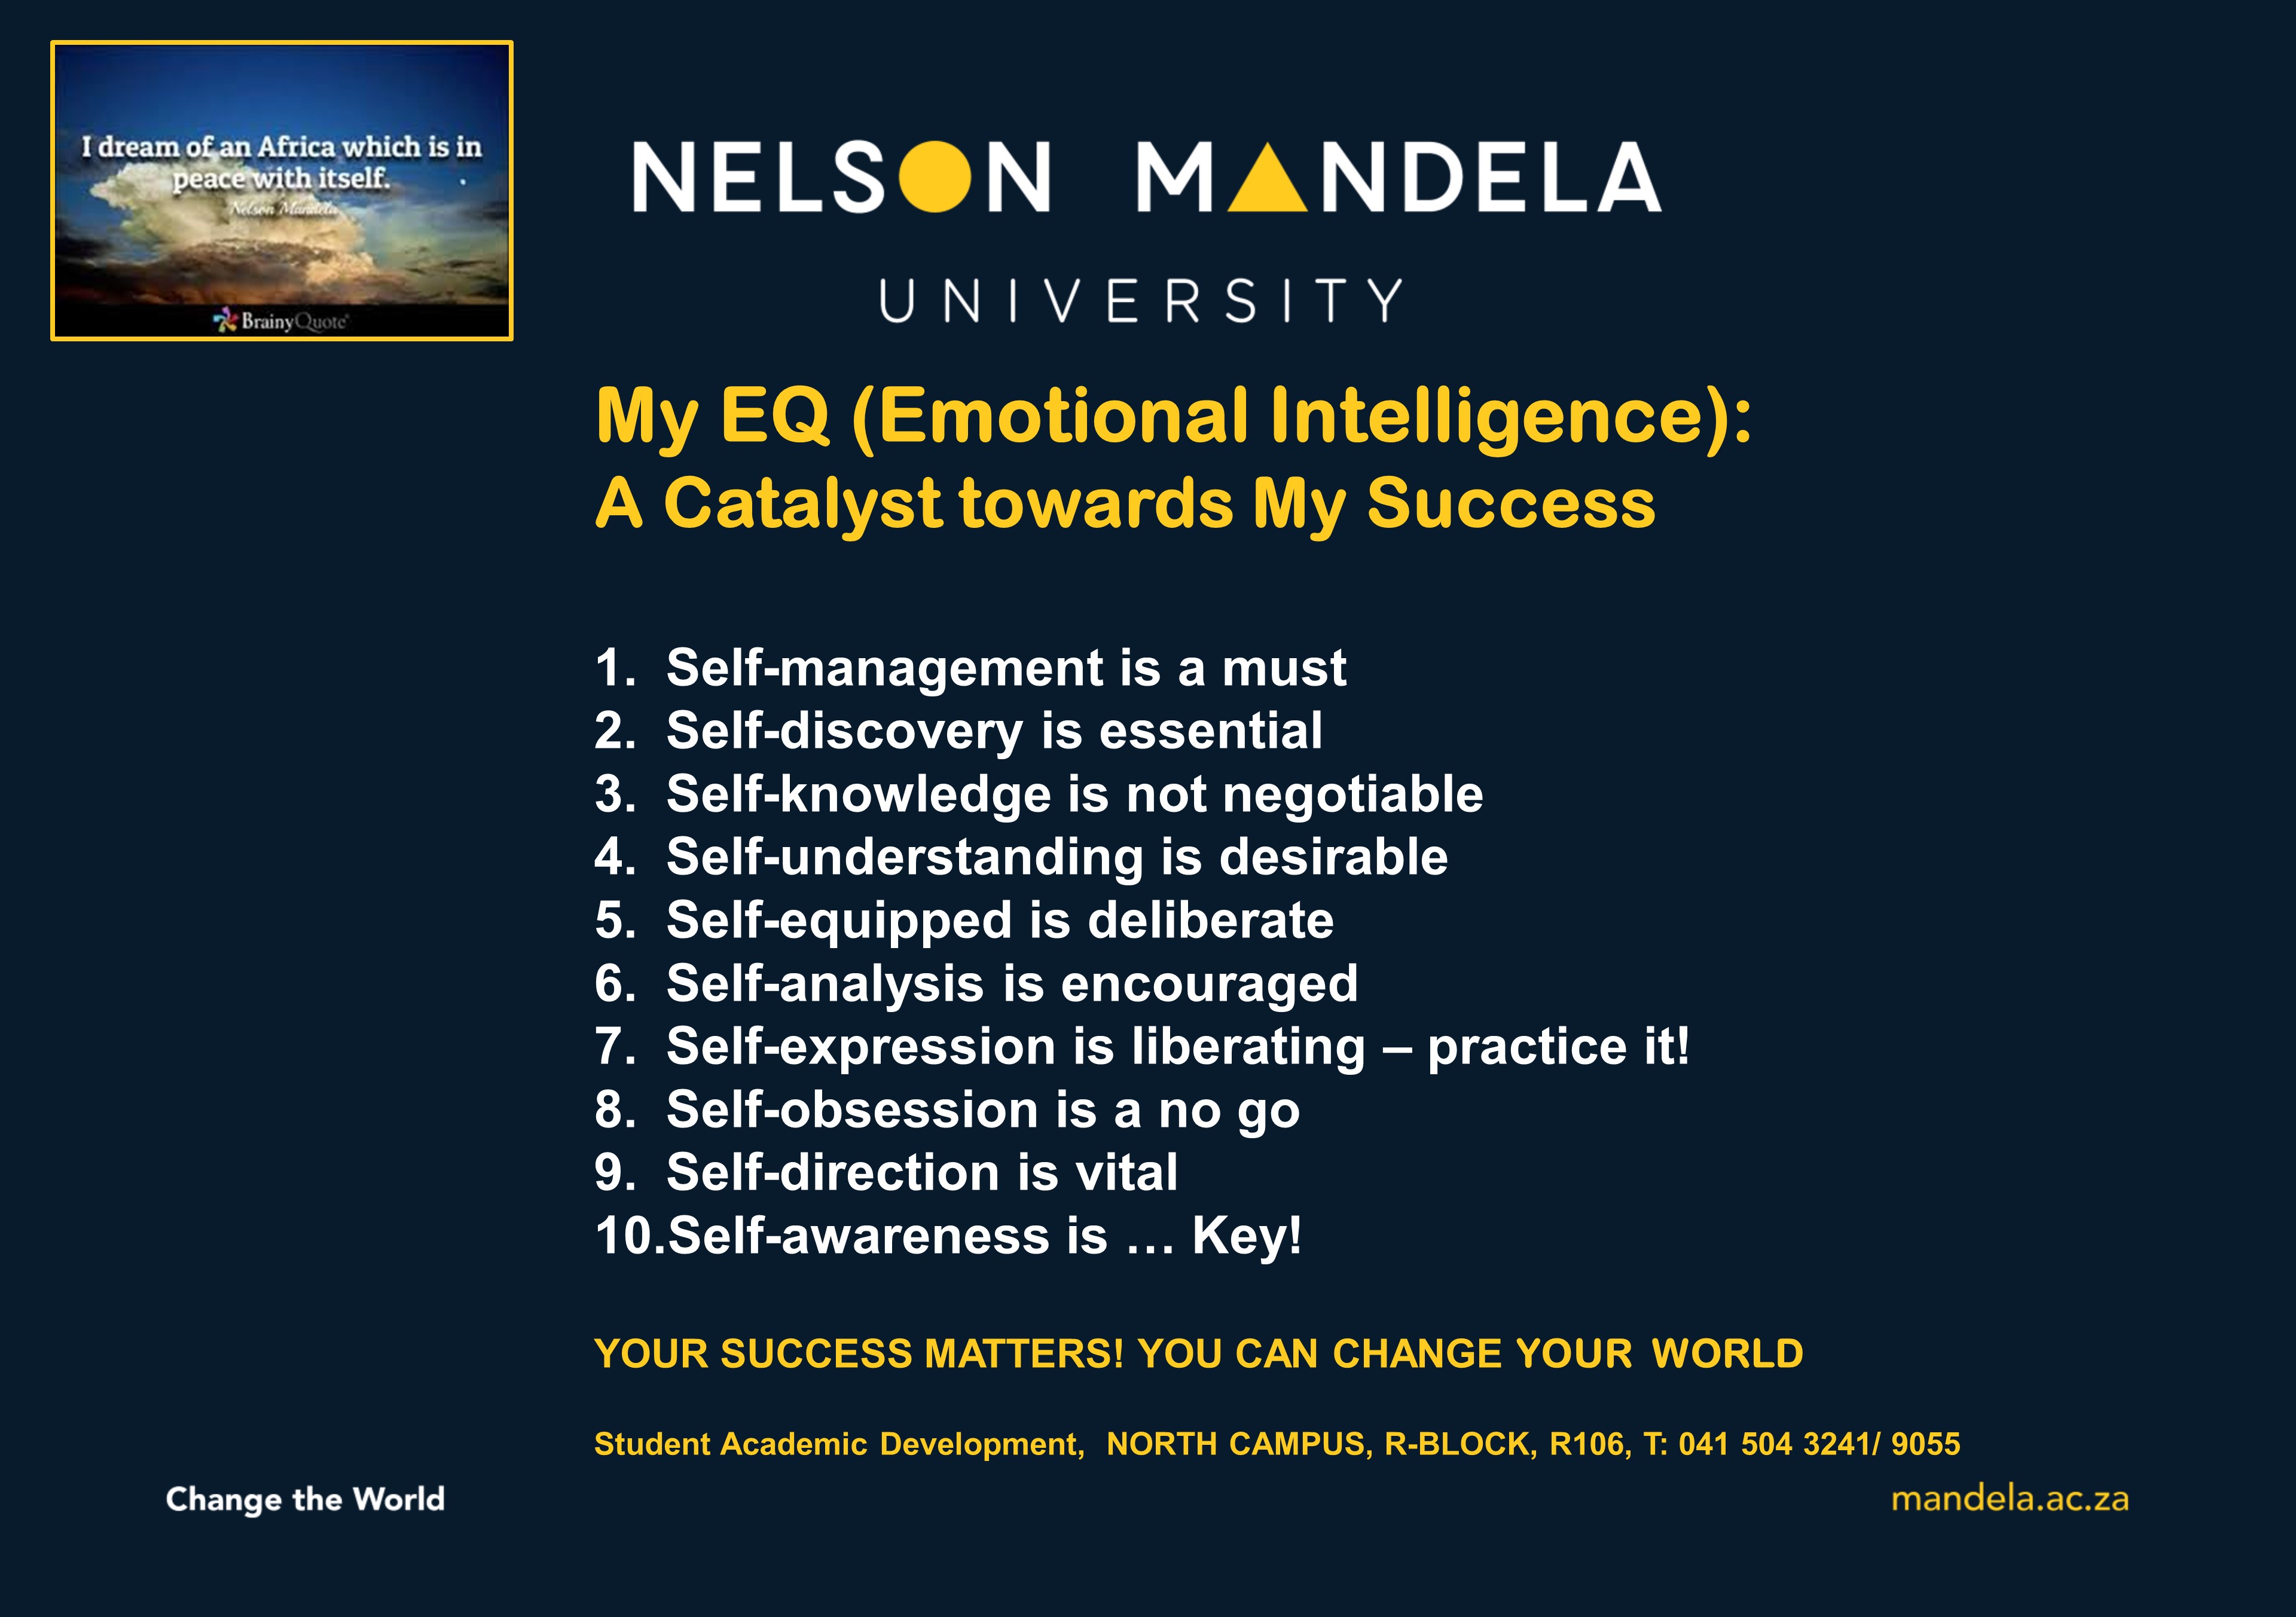 I dream of an Africa which is in
peace with itself.
Nelson Mandela
BrainyQuote®
NELSON MANDELA
UNIVERSITY
My EQ (Emotional Intelligence):
A Catalyst towards My Success
1. Self-management is a must
2. Self-discovery is essential
3. Self-knowledge is not negotiable
4. Self-understanding is desirable
5. Self-equipped is deliberate
6. Self-analysis is encouraged
7. Self-expression is liberating – practice it!
8. Self-obsession is a no go
9. Self-direction is vital
10.Self-awareness is … Key!
YOUR SUCCESS MATTERS! YOU CAN CHANGE YOUR WORLD
Student Academic Development, NORTH CAMPUS, R-BLOCK, R106, T: 041 504 3241/ 9055
Change the World
mandela.ac.za